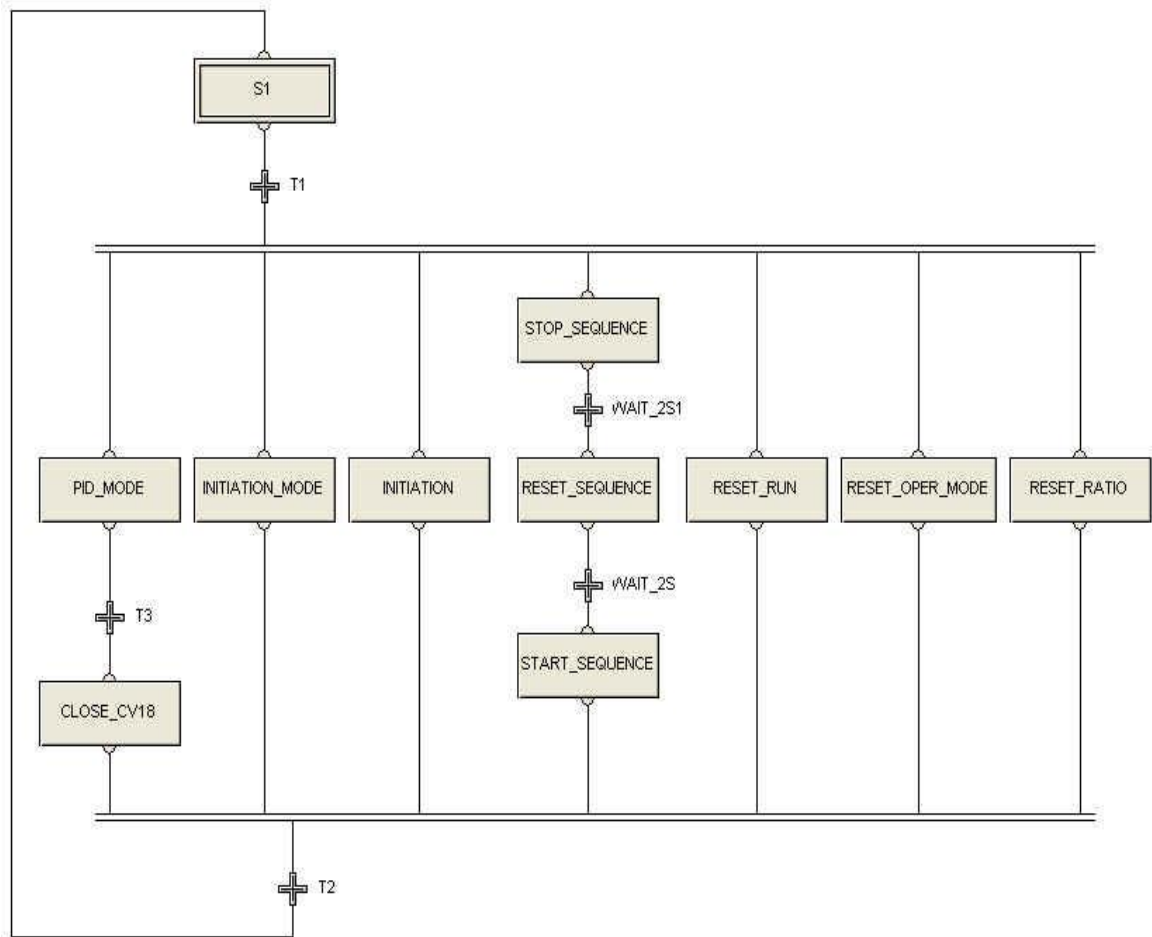 S1
T1
STOP_SEQUENCE
WAIT_2S1
PID_MODE
INITIATION_MODE
INITIATION
RESET_SEQUENCE
RESET_RUN
RESET_OPER_MODE
RESET_RATIO
WAIT_2S
T3
START_SEQUENCE
CLOSE_CV18
T2